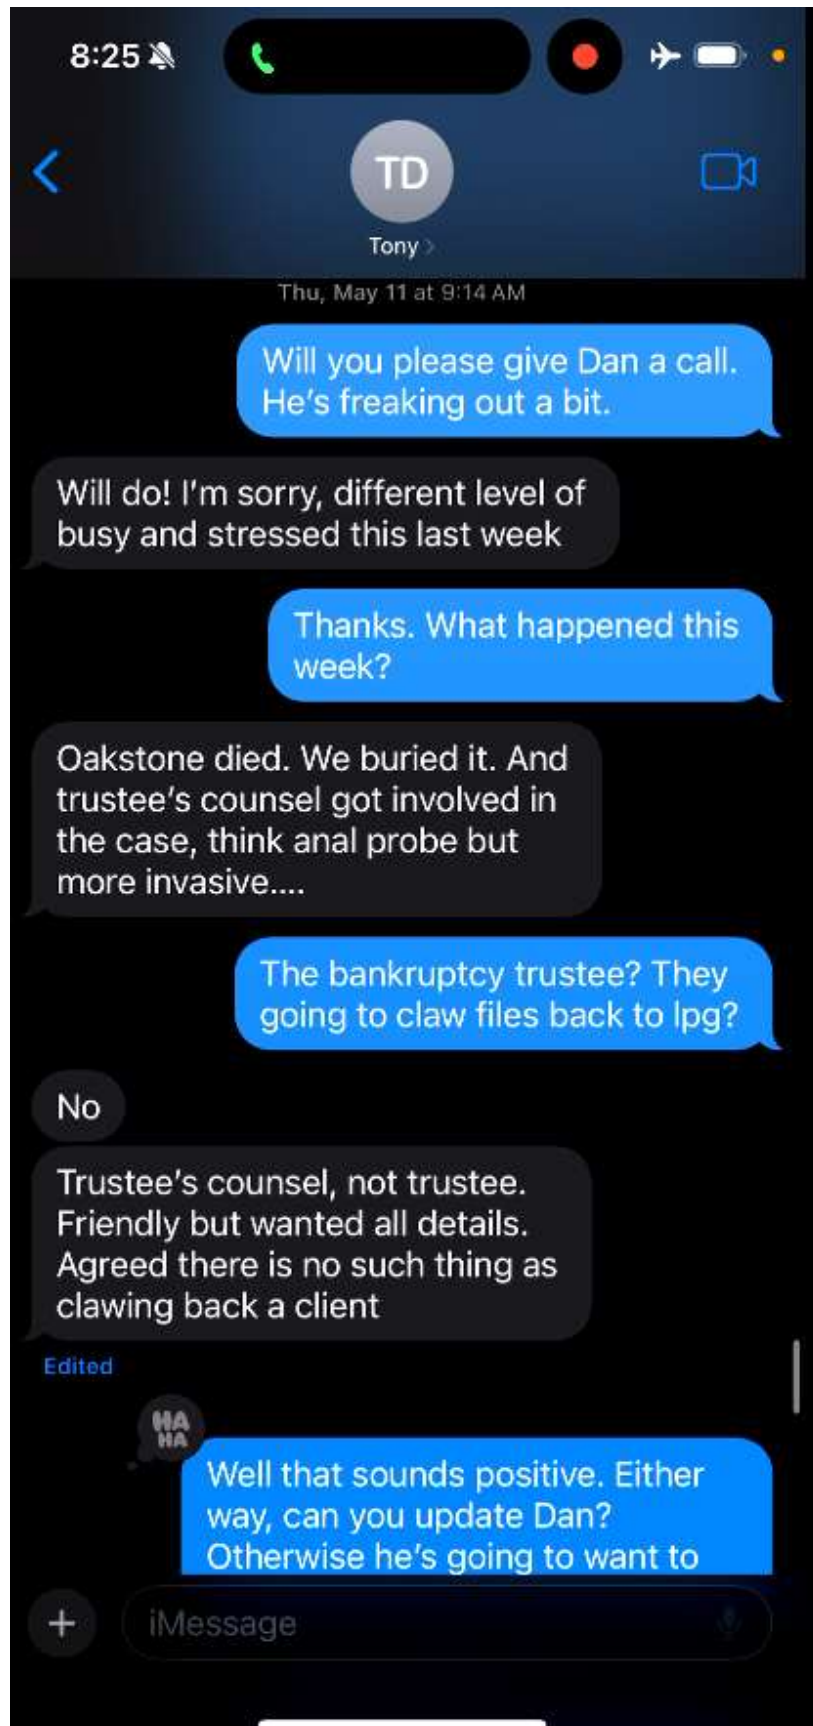 8:25
TD
Tony
Thu, May 11 at 9:14 AM
Will you please give Dan a call.
He's freaking out a bit.
Will do! I'm sorry, different level of
busy and stressed this last week
Thanks. What happened this
week?
Oakstone died. We buried it. And
trustee's counsel got involved in
the case, think anal probe but
more invasive....
The bankruptcy trustee? They
going to claw files back to lpg?
No
Trustee's counsel, not trustee.
Friendly but wanted all details.
Agreed there is no such thing as
clawing back a client
Edited
HA
HA
Well that sounds positive. Either
way, can you update Dan?
Otherwise he's going to want to
iMessage